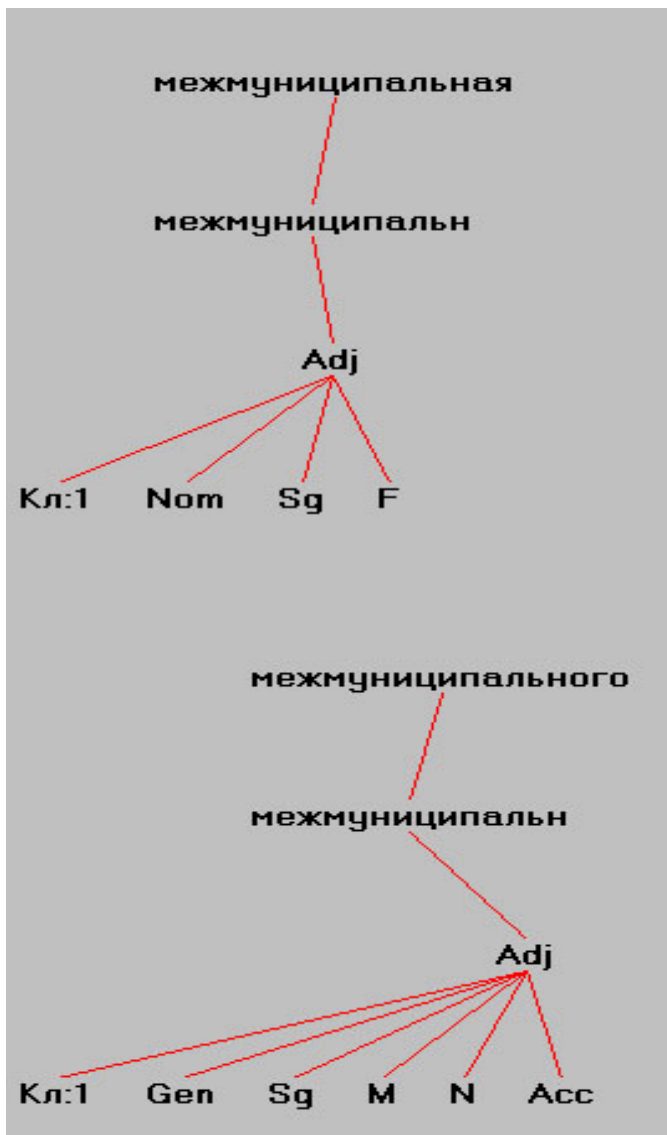 межмуниципальная
межмуниципальн
Adj
Кл:1 Nom Sg F
межмуниципального
межмуниципальн
Adj
Кл:1 Gen Sg M N Acc